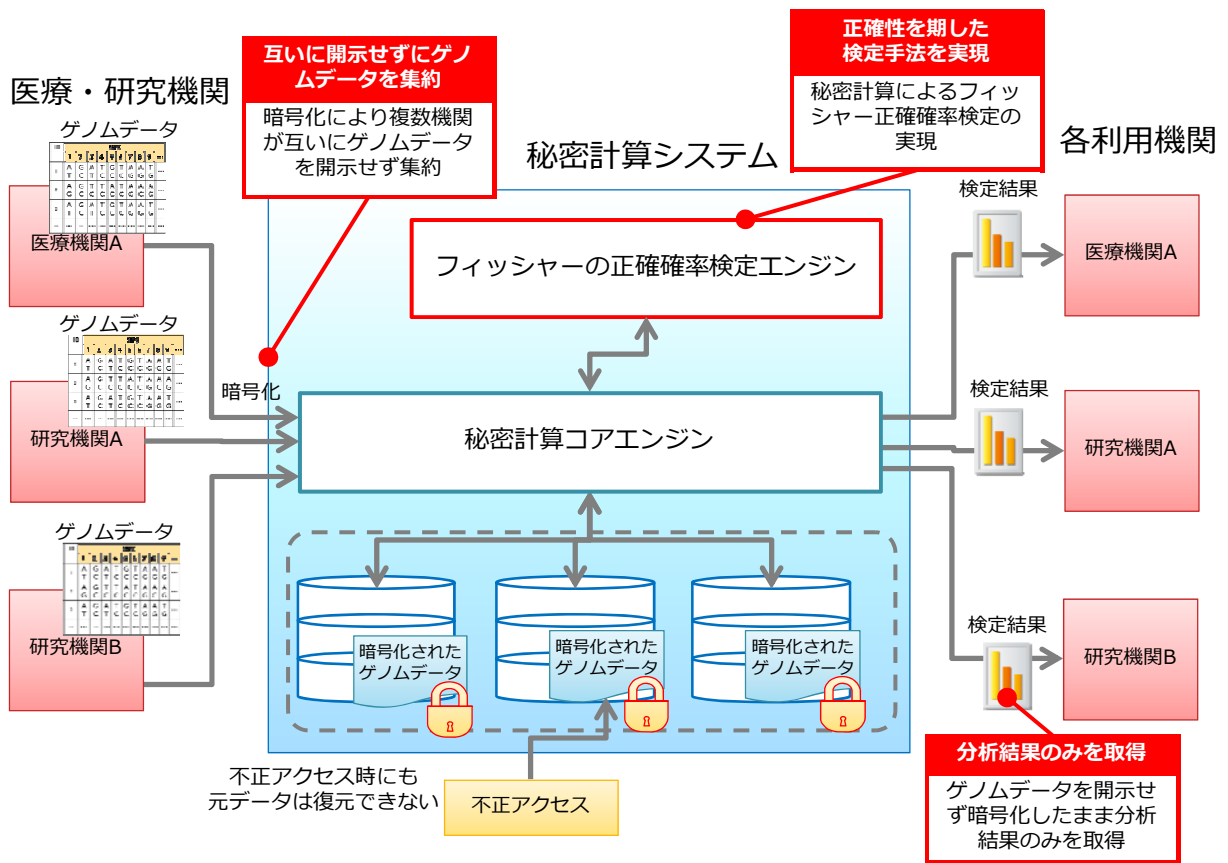 互いに開示せずにゲノ
ムデータを集約
暗号化により複数機関
が互いにゲノムデータ
を開示せず集約
正確性を期した
検定手法を実現
秘密計算によるフィッ
シャー正確確率検定の
実現
医療・研究機関
秘密計算システム
各利用機関
ゲノムデータ
医療機関A
ゲノムデータ
研究機関A
ゲノムデータ
研究機関B
暗号化
フィッシャーの正確確率検定エンジン
秘密計算コアエンジン
暗号化された
ゲノムデータ
暗号化された
ゲノムデータ
暗号化された
ゲノムデータ
不正アクセス時にも
元データは復元できない
不正アクセス
検定結果
医療機関A
検定結果
研究機関A
検定結果
研究機関B
分析結果のみを取得
ゲノムデータを開示せ
ず暗号化したまま分析
結果のみを取得